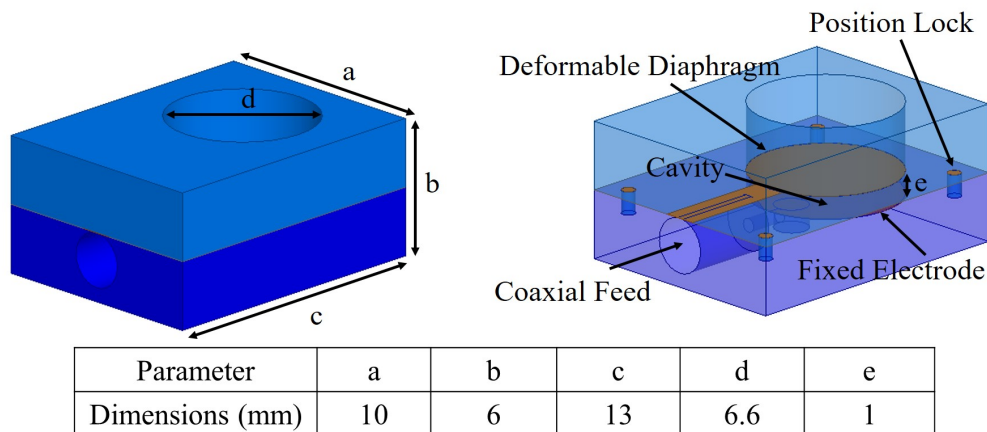 a
d
b
c
Position Lock
Deformable Diaphragm
Cavity
e
Fixed Electrode
Coaxial Feed
Parameter a b c d e
Dimensions (mm) 10 6 13 6.6 1